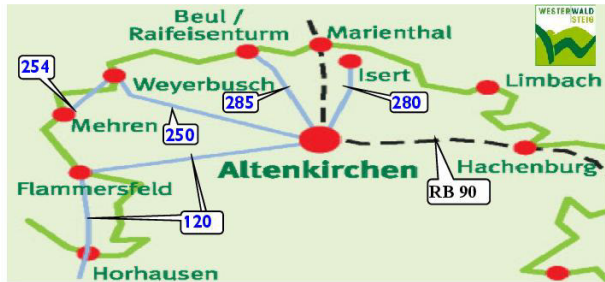 Beul /
Raifeisenturm
Marienthal
WESTERWALD
STEIG
254
Weyerbusch
285
Isert
280
Limbach
Mehren
250
Altenkirchen
Hachenburg
Flammersfeld
RB 90
120
Horhausen